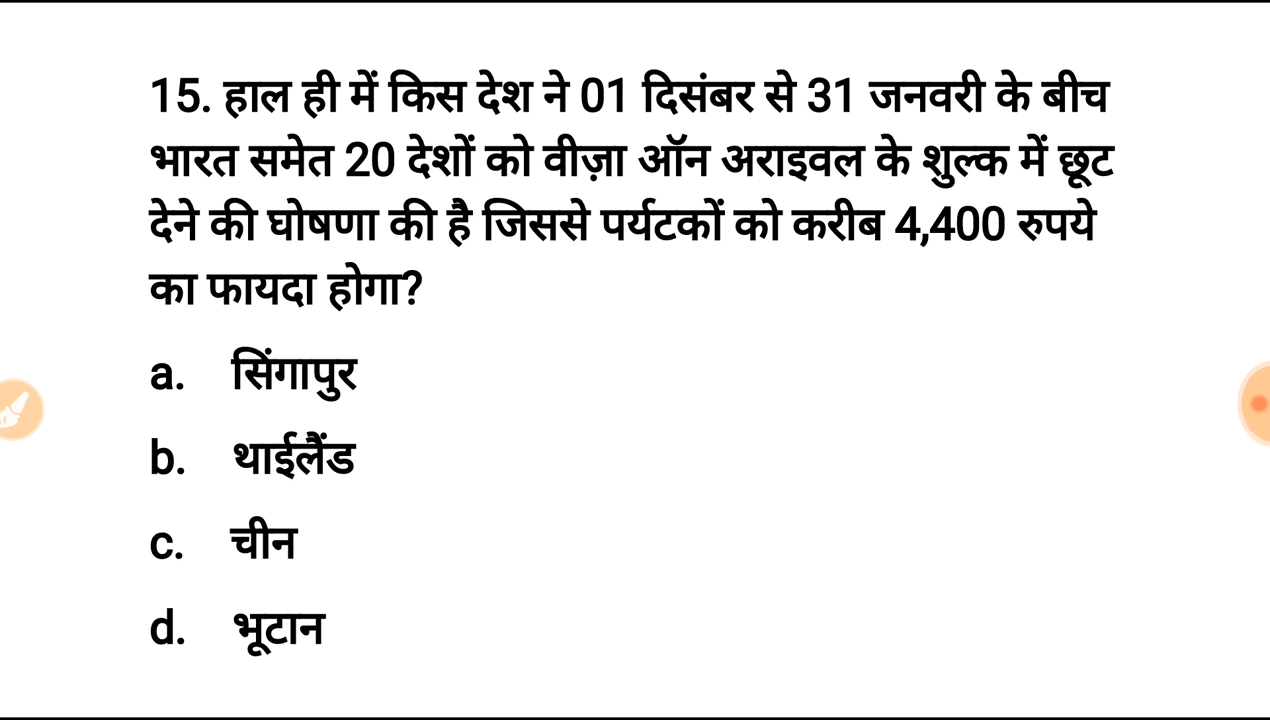 15. हाल ही में किस देश ने 01 दिसंबर से 31 जनवरी के बीच
भारत समेत 20 देशों को वीज़ा ऑन अराइवल के शुल्क में छूट
देने की घोषणा की है जिससे पर्यटकों को करीब 4,400 रुपये
का फायदा होगा?
a. सिंगापुर
b. थाईलैंड
c. चीन
d. भूटान